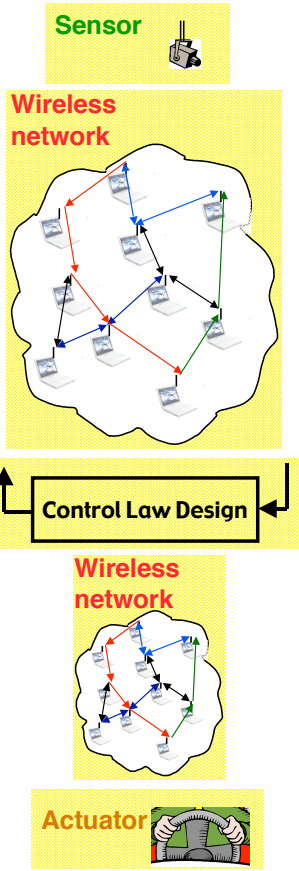 Sensor
Wireless
network
Control Law Design
Wireless
network
Actuator